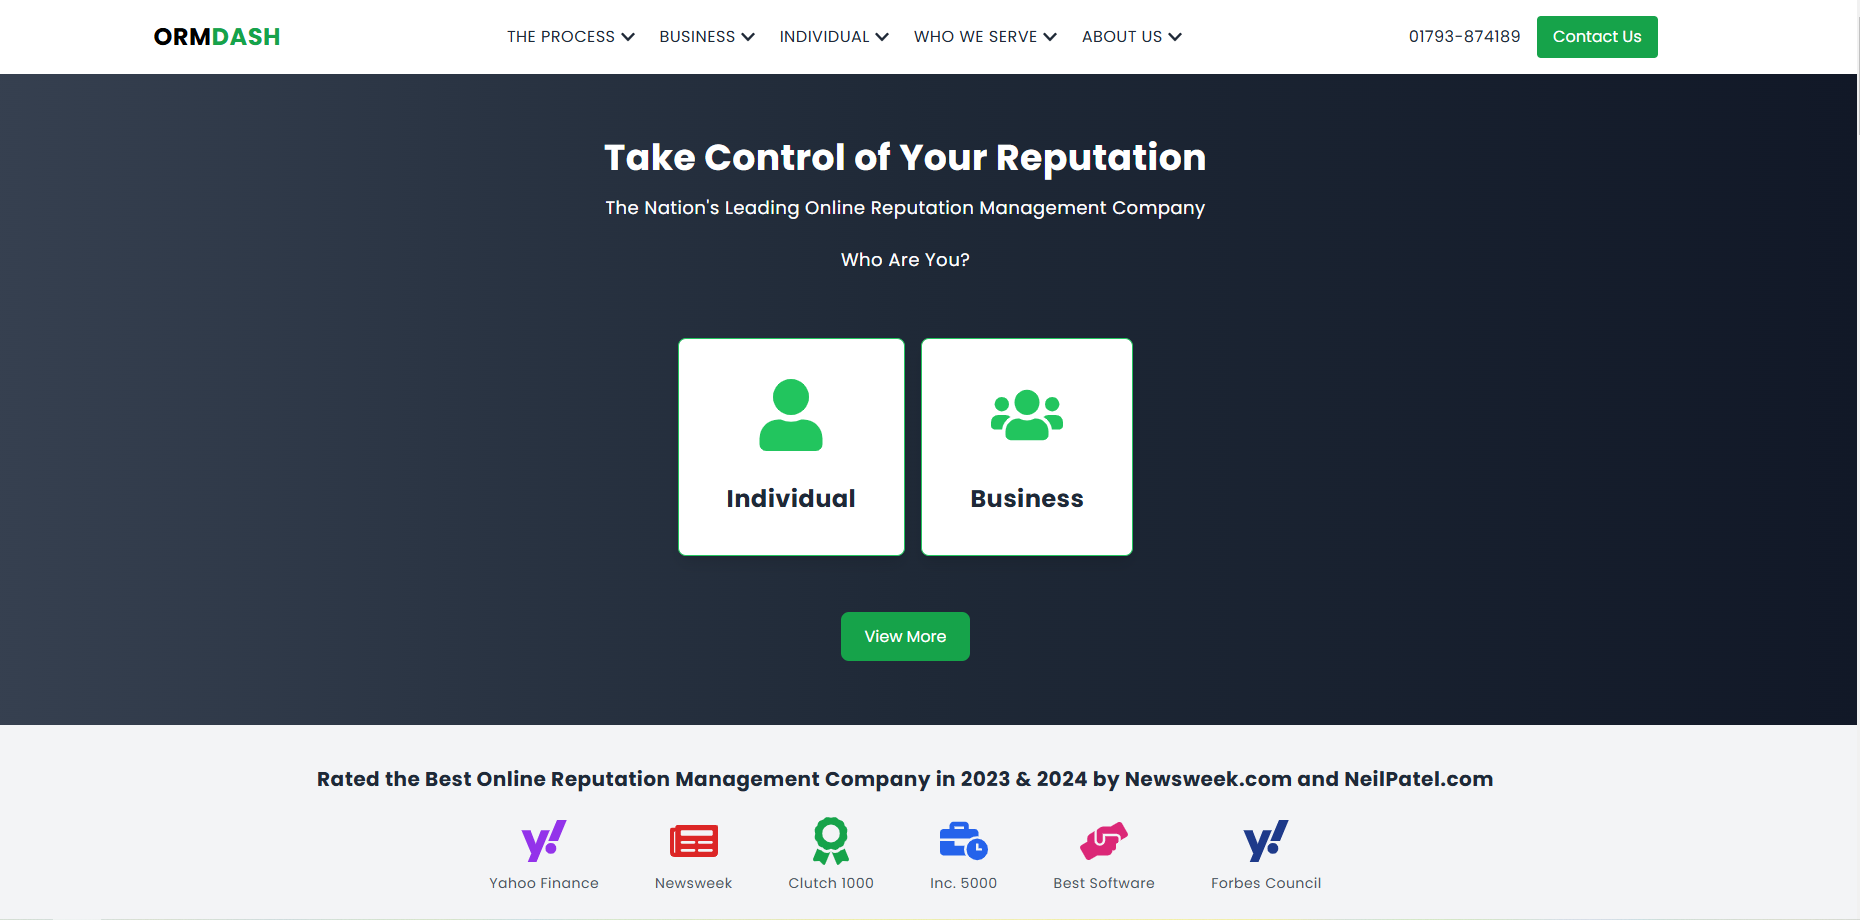 ORMDASH
THE PROCESS BUSINESS INDIVIDUAL WHO WE SERVE ABOUT US
01793-874189
Contact Us
Take Control of Your Reputation
The Nation's Leading Online Reputation Management Company
Who Are You?
Individual
Business
View More
Rated the Best Online Reputation Management Company in 2023 & 2024 by Newsweek.com and NeilPatel.com
Yahoo Finance
Newsweek
Clutch 1000
Inc. 5000
Best Software
Forbes Council